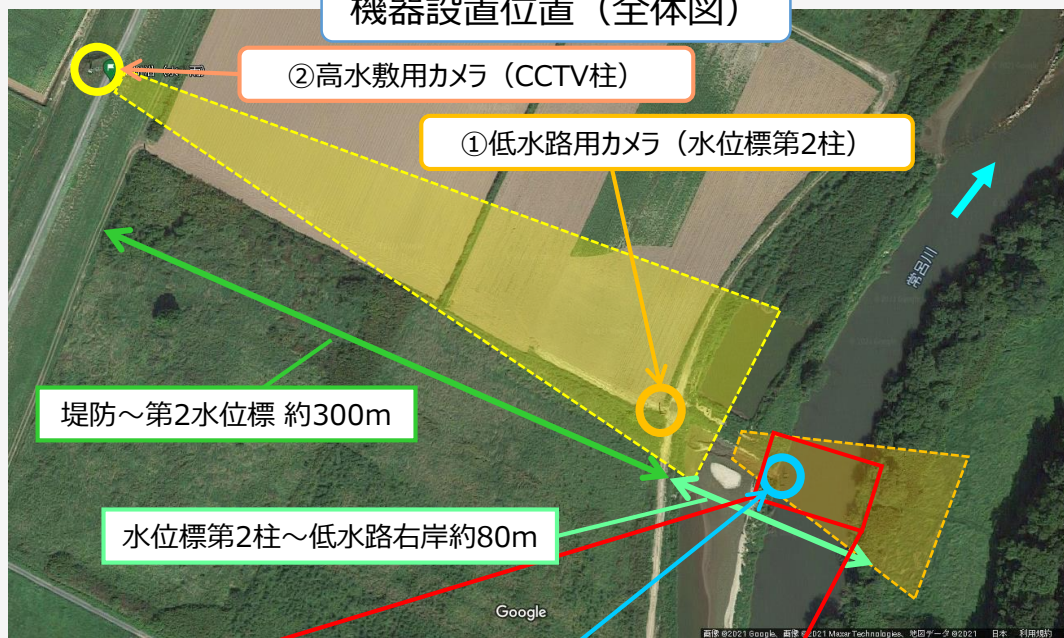 機器設置位置（全体図）
②高水敷用カメラ（CCTV柱）
①低水路用カメラ（水位標第2柱）
常呂川
堤防～第2水位標 約300m
水位標第2柱～低水路右岸約80m
Google
画像 ©2021 Google、画像 ©2021 Maxar Technologies、地図データ ©2021 日本 利用規約